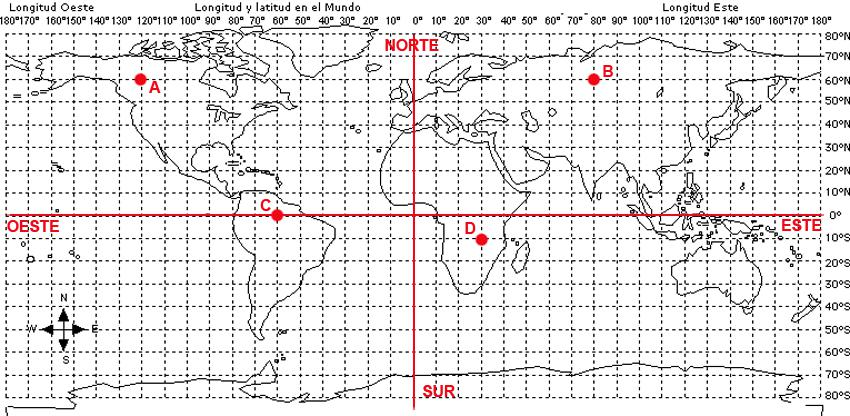 Longitud Oeste Longitud y latitud en el Mundo Longitud Este
180°170° 160° 150° 140° 130°120° 110° 100° 90° 80° 70° 60° 50° 40° 30° 20° 10° 0° 10° 20° 30° 40° 50° 60° 70° 80° 90° 100°110°120°130° 140° 150° 160°170° 180°
80°N
NORTE
70°N
B
60°N
A
50°N
40°N
30°N
20°N
10°N
C
0°
OESTE
D
ESTE
10°S
20°S
30°S
N
40°S
W E
50°S
S
60°S
70°S
SUR
80°S